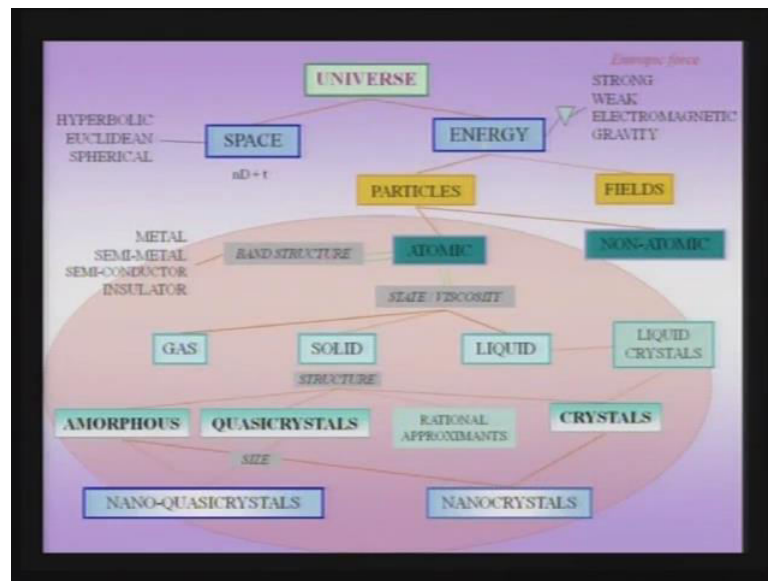 Entropic force
UNIVERSE
STRONG
WEAK
ELECTROMAGNETIC
GRAVITY
HYPERBOLIC
EUCLIDEAN
SPHERICAL
SPACE
ENERGY
nD + t
PARTICLES
FIELDS
METAL
SEMI-METAL
SEMI-CONDUCTOR
INSULATOR
BAND STRUCTURE
ATOMIC
NON-ATOMIC
STATE / VISCOSITY
GAS
SOLID
LIQUID
LIQUID
CRYSTALS
STRUCTURE
AMORPHOUS
QUASICRYSTALS
RATIONAL
APPROXIMANTS
CRYSTALS
SIZE
NANO-QUASICRYSTALS
NANOCRYSTALS